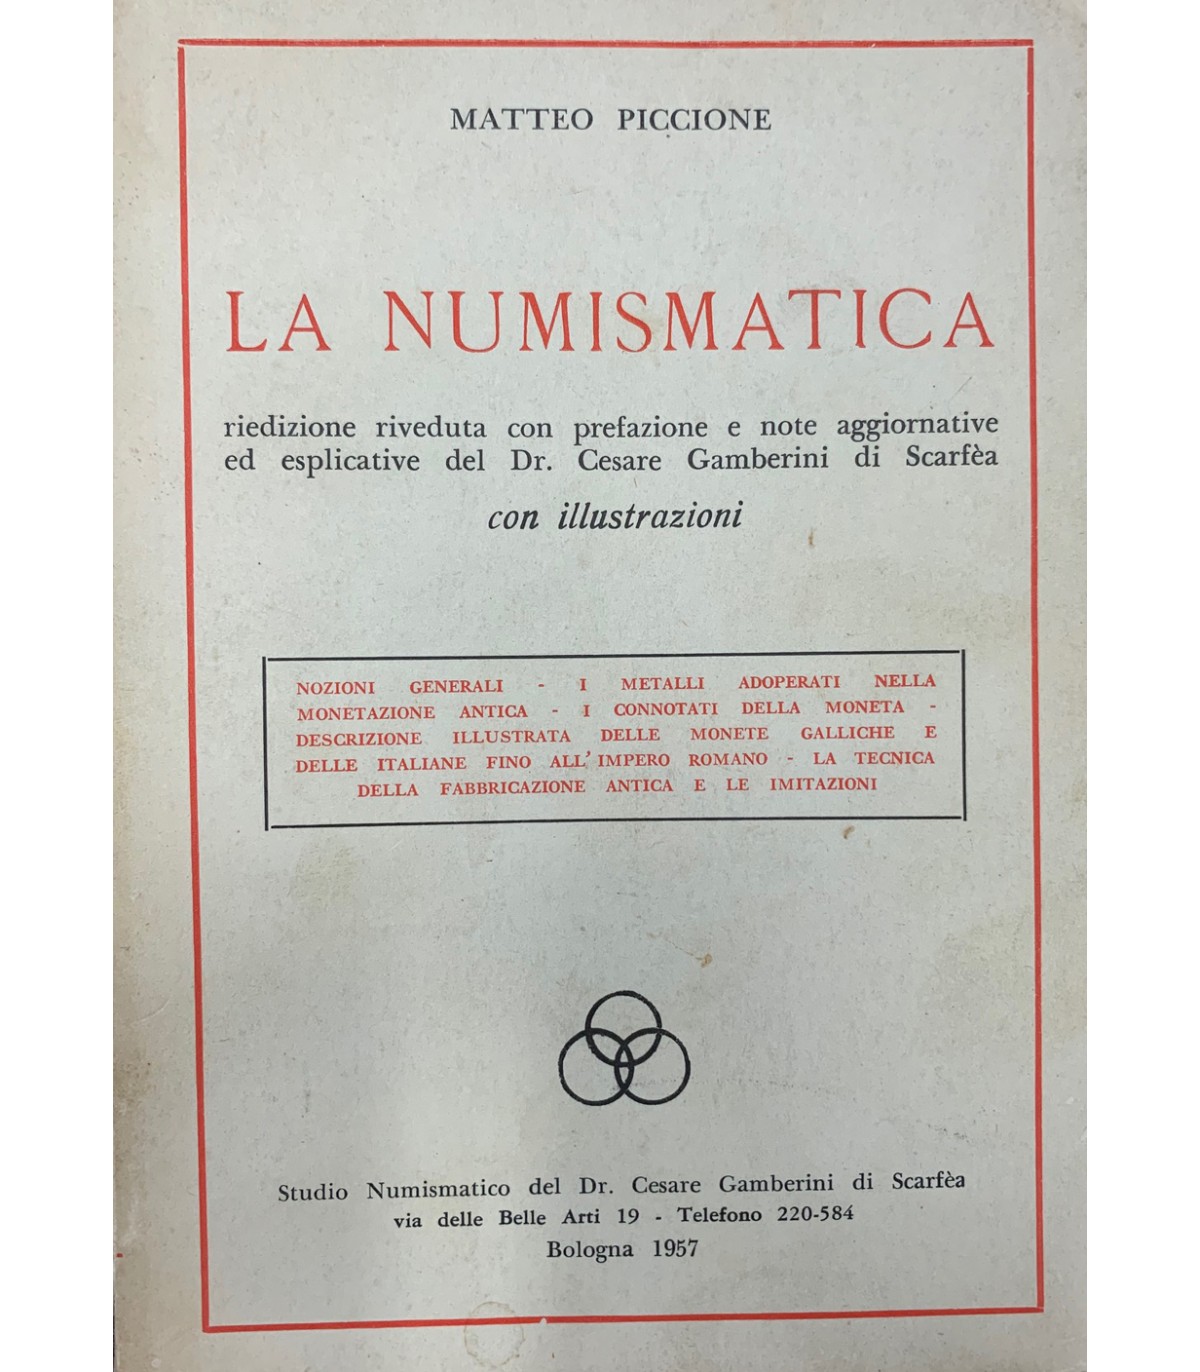 MATTEO PICCIONE
LA NUMISMATICA
riedizione riveduta con prefazione e note aggiornative
ed esplicative del Dr. Cesare Gamberini di Scarfèa
con illustrazioni
NOZIONI GENERALI - I METALLI ADOPERATI NELLA
MONETAZIONE ANTICA - I CONNOTATI DELLA MONETA -
DESCRIZIONE ILLUSTRATA DELLE MONETE GALLICHE E
DELLE ITALIANE FINO ALL'IMPERO ROMANO - LA TECNICA
DELLA FABBRICAZIONE ANTICA E LE IMITAZIONI
Studio Numismatico del Dr. Cesare Gamberini di Scarfèa
via delle Belle Arti 19 - Telefono 220-584
Bologna 1957